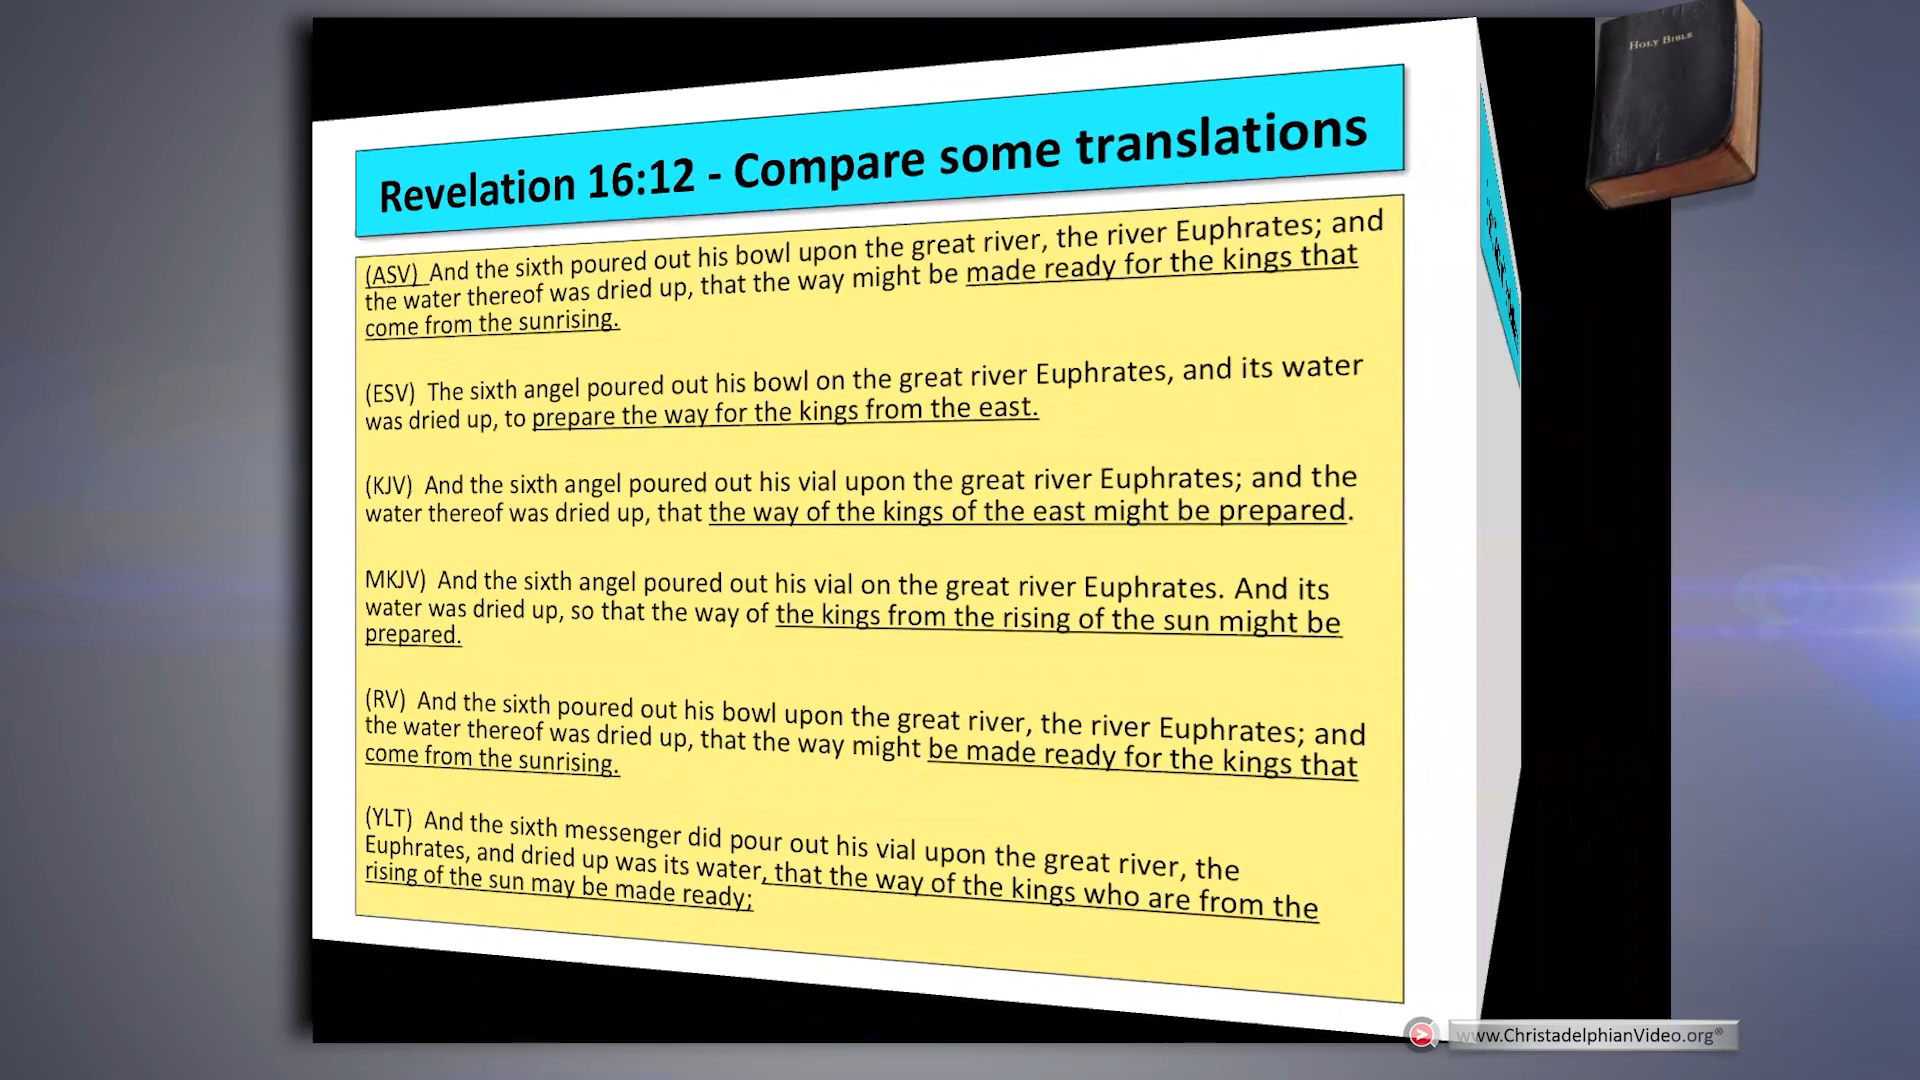 HOLY BIBLE
Revelation 16:12 - Compare some translations
(ASV) And the sixth poured out his bowl upon the great river, the river Euphrates; and
the water thereof was dried up, that the way might be made ready for the kings that
come from the sunrising.
(ESV) The sixth angel poured out his bowl on the great river Euphrates, and its water
was dried up, to prepare the way for the kings from the east.
(KJV) And the sixth angel poured out his vial upon the great river Euphrates; and the
water thereof was dried up, that the way of the kings of the east might be prepared.
MKJV) And the sixth angel poured out his vial on the great river Euphrates. And its
water was dried up, so that the way of the kings from the rising of the sun might be
prepared.
(RV) And the sixth poured out his bowl upon the great river, the river Euphrates; and
the water thereof was dried up, that the way might be made ready for the kings that
come from the sunrising.
(YLT) And the sixth messenger did pour out his vial upon the great river, the
Euphrates, and dried up was its water, that the way of the kings who are from the
rising of the sun may be made ready;
www.ChristadelphianVideo.org®